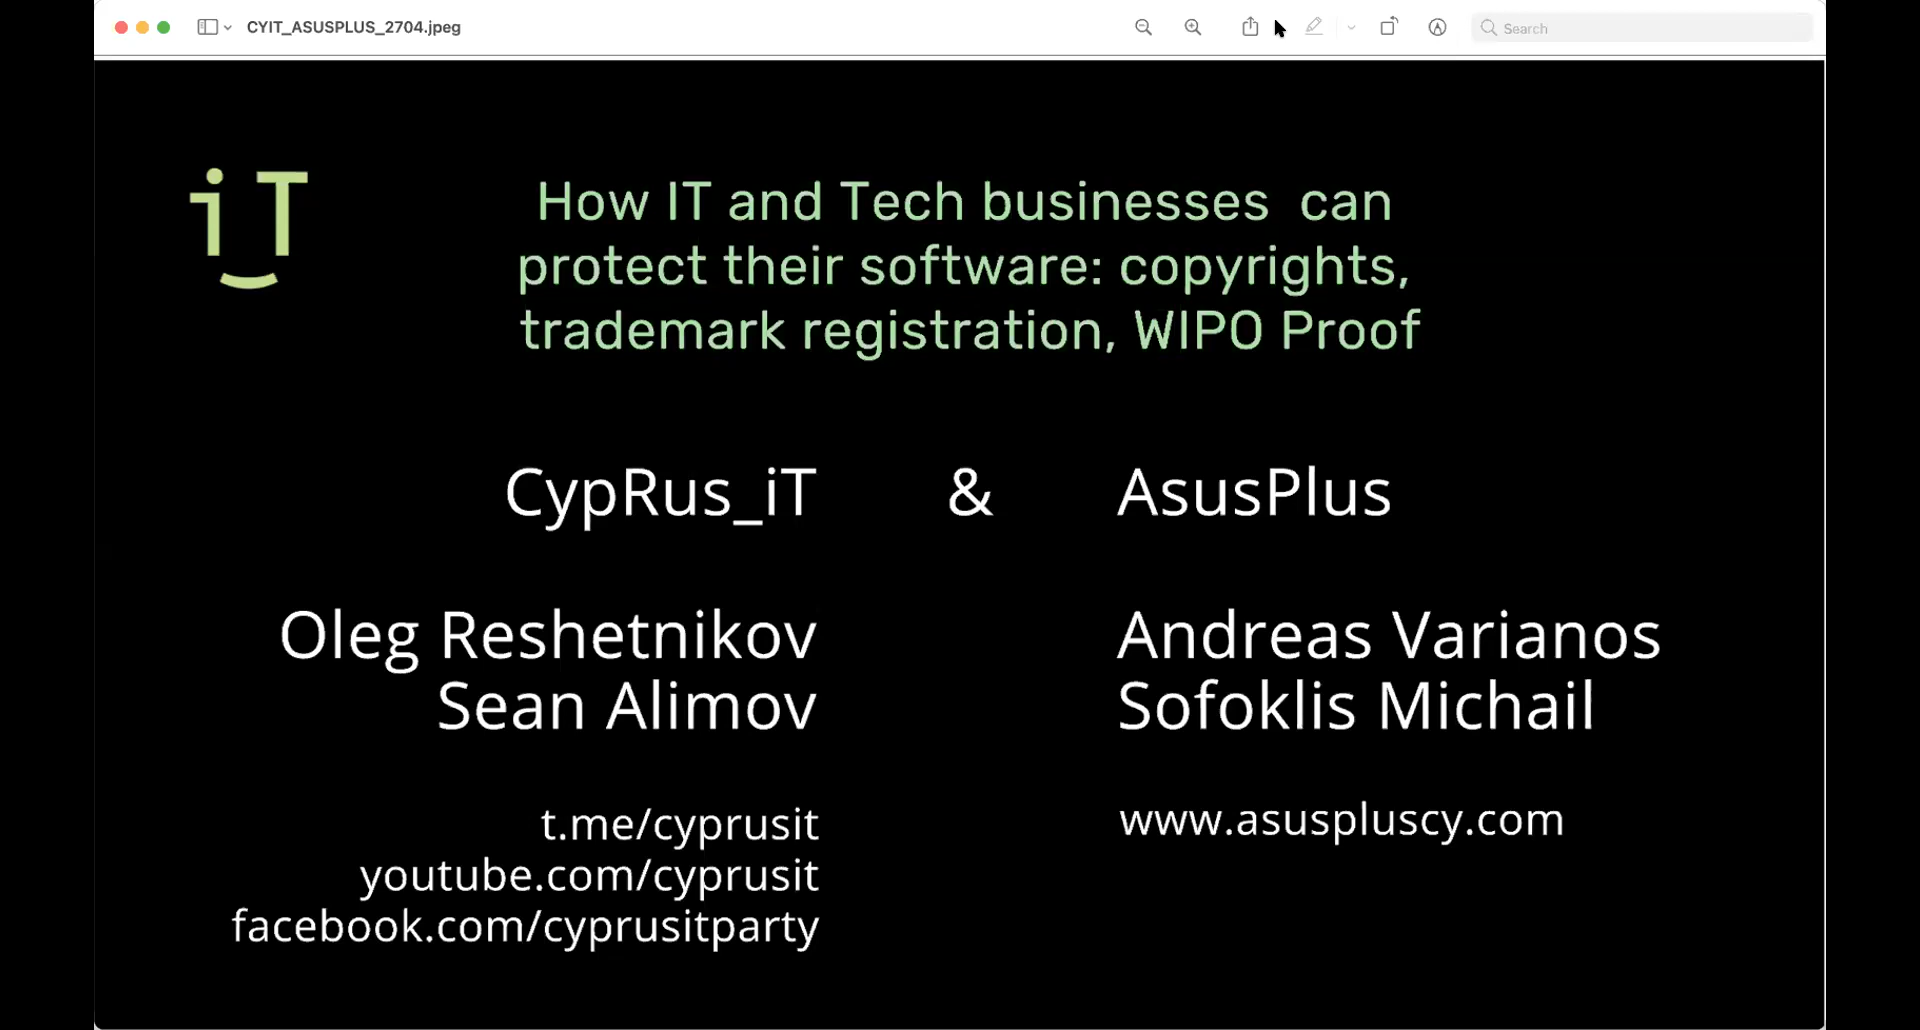 CYIT_ASUSPLUS_2704.jpeg
Search
iT
How IT and Tech businesses can
protect their software: copyrights,
trademark registration, WIPO Proof
CypRus_iT & AsusPlus
Oleg Reshetnikov
Sean Alimov
Andreas Varianos
Sofoklis Michail
t.me/cyprusit
youtube.com/cyprusit
facebook.com/cyprusitparty
www.asuspluscy.com